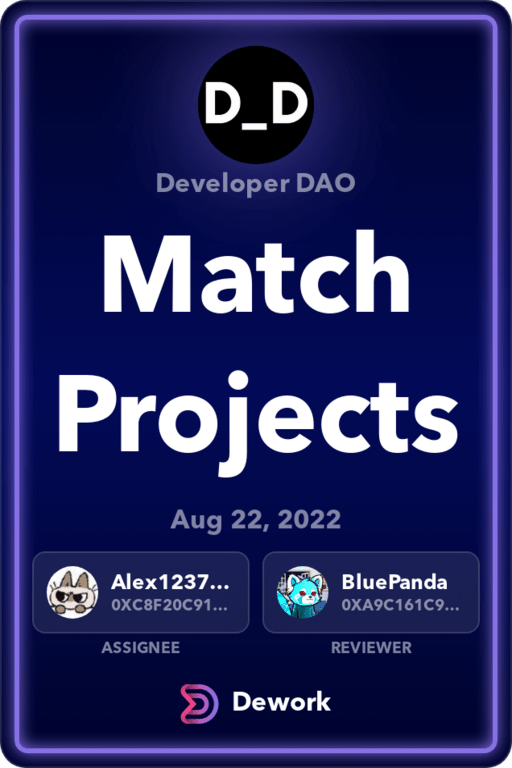 D_D
Developer DAO
Match
Projects
Aug 22, 2022
Alex1237...
0XC8F20C91...
BluePanda
0XA9C161C9...
ASSIGNEE
REVIEWER
Dework